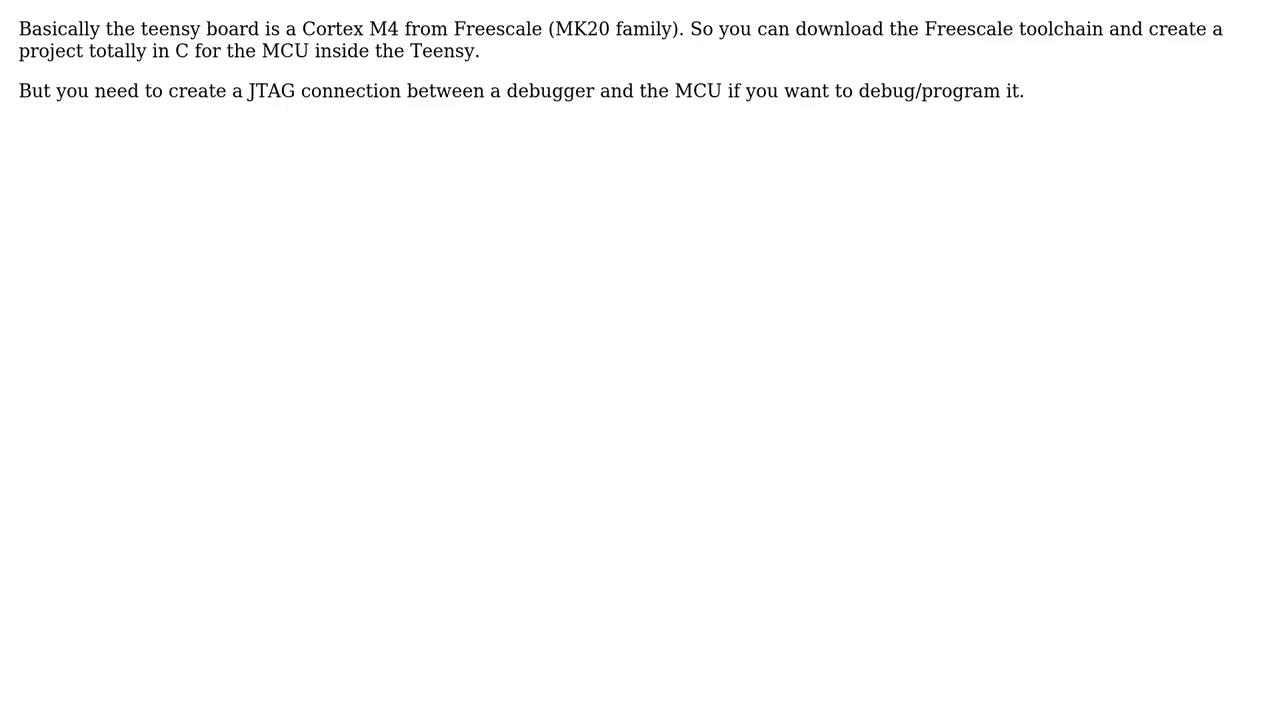 Basically the teensy board is a Cortex M4 from Freescale (MK20 family). So you can download the Freescale toolchain and create a
project totally in C for the MCU inside the Teensy.
But you need to create a JTAG connection between a debugger and the MCU if you want to debug/program it.